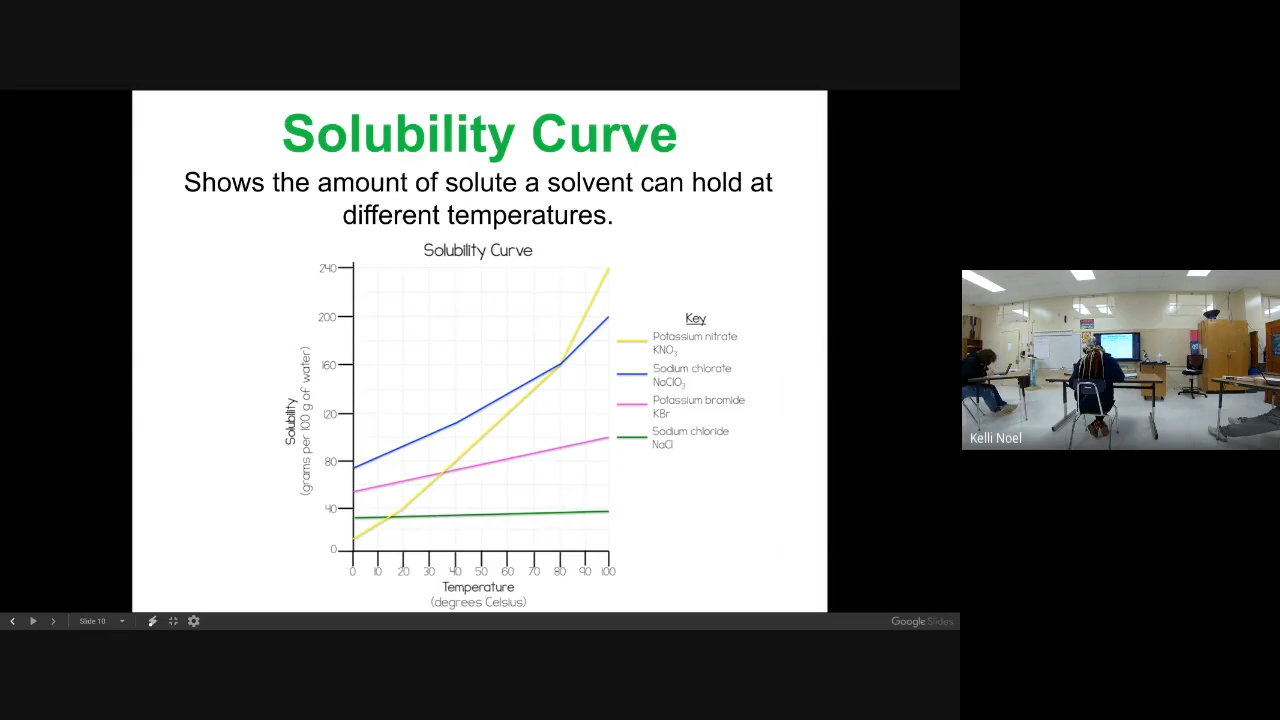 Solubility Curve
Shows the amount of solute a solvent can hold at
different temperatures.
Solubility Curve
240
200
160
120
80
40
0
Solubility
(grams per 100 g of water)
0 10 20 30 40 50 60 70 80 90 100
Temperature
(degrees Celsius)
Key
Potassium nitrate
KNO₃
Sodium chlorate
NaClO₃
Potassium bromide
KBr
Sodium chloride
NaCl
Kelli Noel
Slide 10
Google Slides